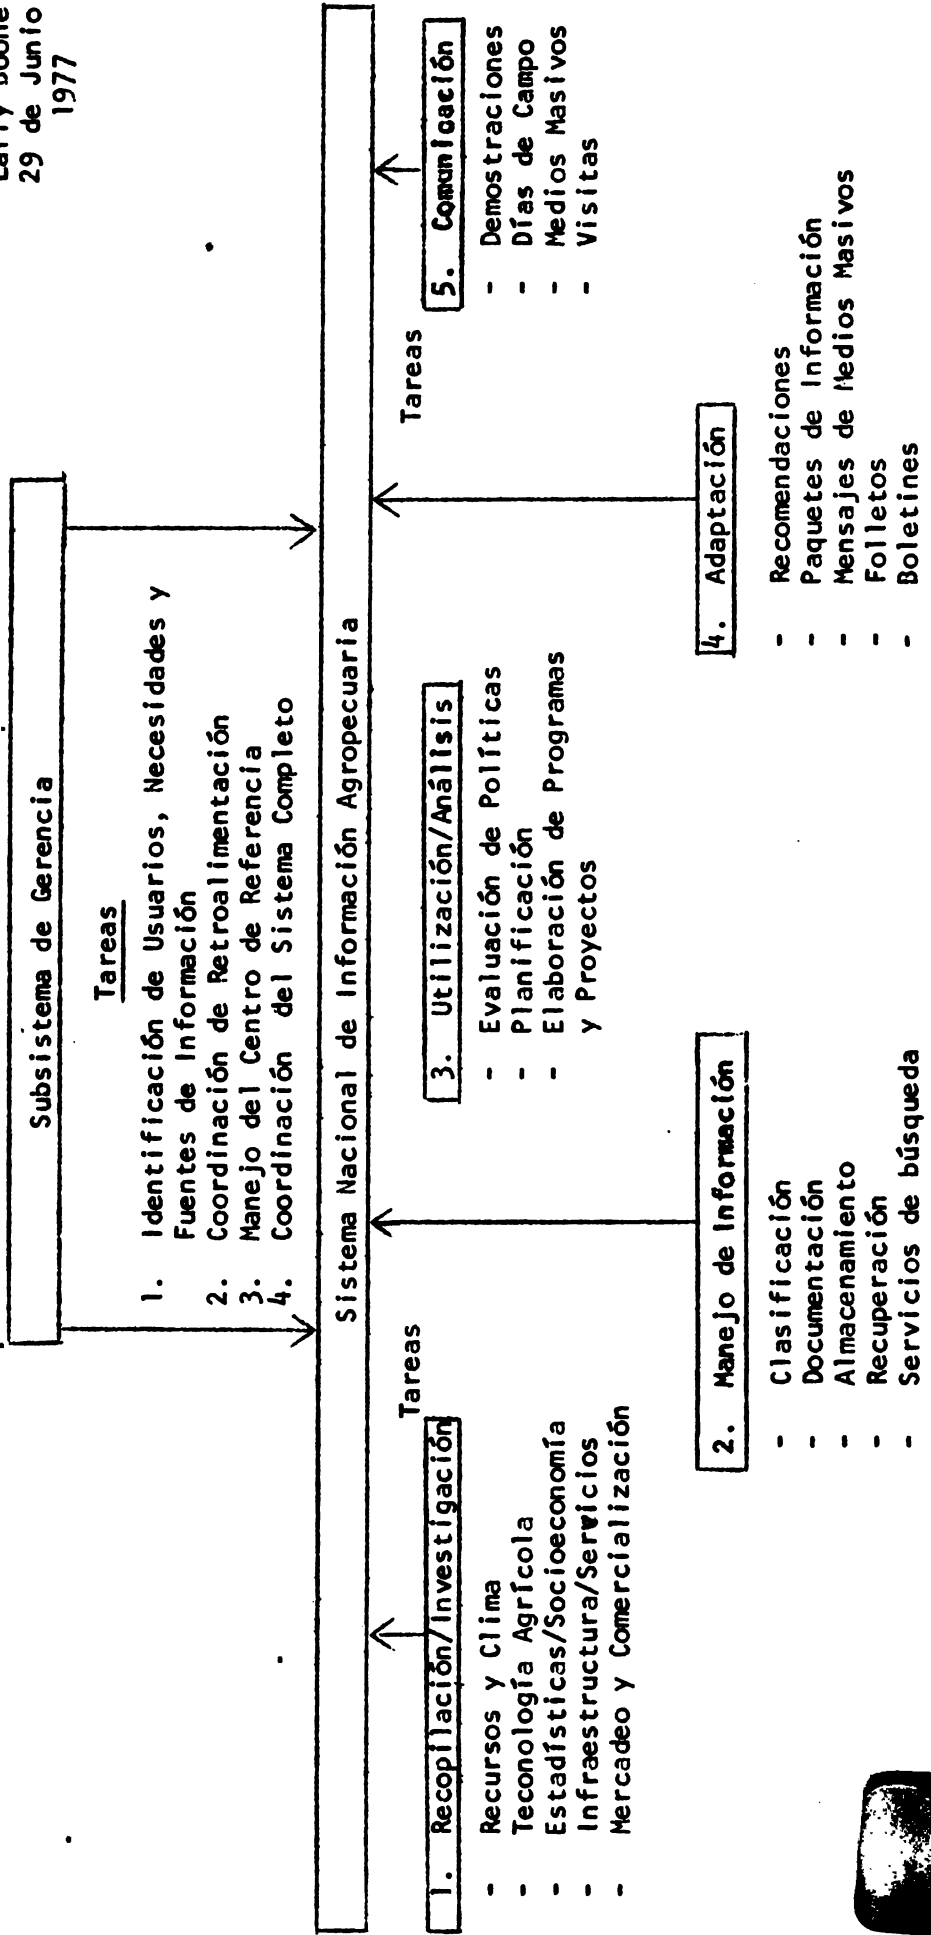 29 de Junio
1977
Subsistema de Gerencia
Tareas
1. Identificación de Usuarios, Necesidades y
Fuentes de Información
2. Coordinación de Retroalimentación
3. Manejo del Centro de Referencia
4. Coordinación del Sistema Completo
Sistema Nacional de Información Agropecuaria
Tareas
1. Recopilación/Investigación
- Recursos y Clima
- Teconología Agrícola
- Estadísticas/Socioeconomía
- Infraestructura/Servicios
- Mercadeo y Comercialización
2. Manejo de Información
- Clasificación
- Documentación
- Almacenamiento
- Recuperación
- Servicios de búsqueda
3. Utilización/Análisis
- Evaluación de Políticas
- Planificación
- Elaboración de Programas
y Proyectos
4. Adaptación
- Recomendaciones
- Paquetes de Información
- Mensajes de Medios Masivos
- Folletos
- Boletines
Tareas
5. Comunicación
- Demostraciones
- Días de Campo
- Medios Masivos
- Visitas